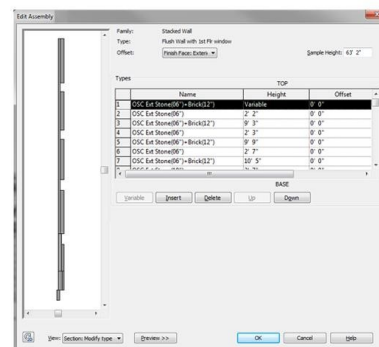 Edit Assembly
Family: Stacked Wall
Type: Flush Wall with 1st Flr window
Offset: Finish Face: Extern
Sample Height: 63' 2"
Types
TOP
Name Height Offset
1 OSC Ext Stone(06")+Brick(12") Variable 0' 0"
2 OSC Ext Stone(06") 2' 2" 0' 0"
3 OSC Ext Stone(06")+Brick(12") 9' 3" 0' 0"
4 OSC Ext Stone(06") 2' 3" 0' 0"
5 OSC Ext Stone(06")+Brick(12") 9' 9" 0' 0"
6 OSC Ext Stone(06") 2' 7" 0' 0"
7 OSC Ext Stone(06")+Brick(12") 10' 5" 0' 0"
BASE
Variable Insert Delete Up Down
View: Section: Modify type Preview >> OK Cancel Help